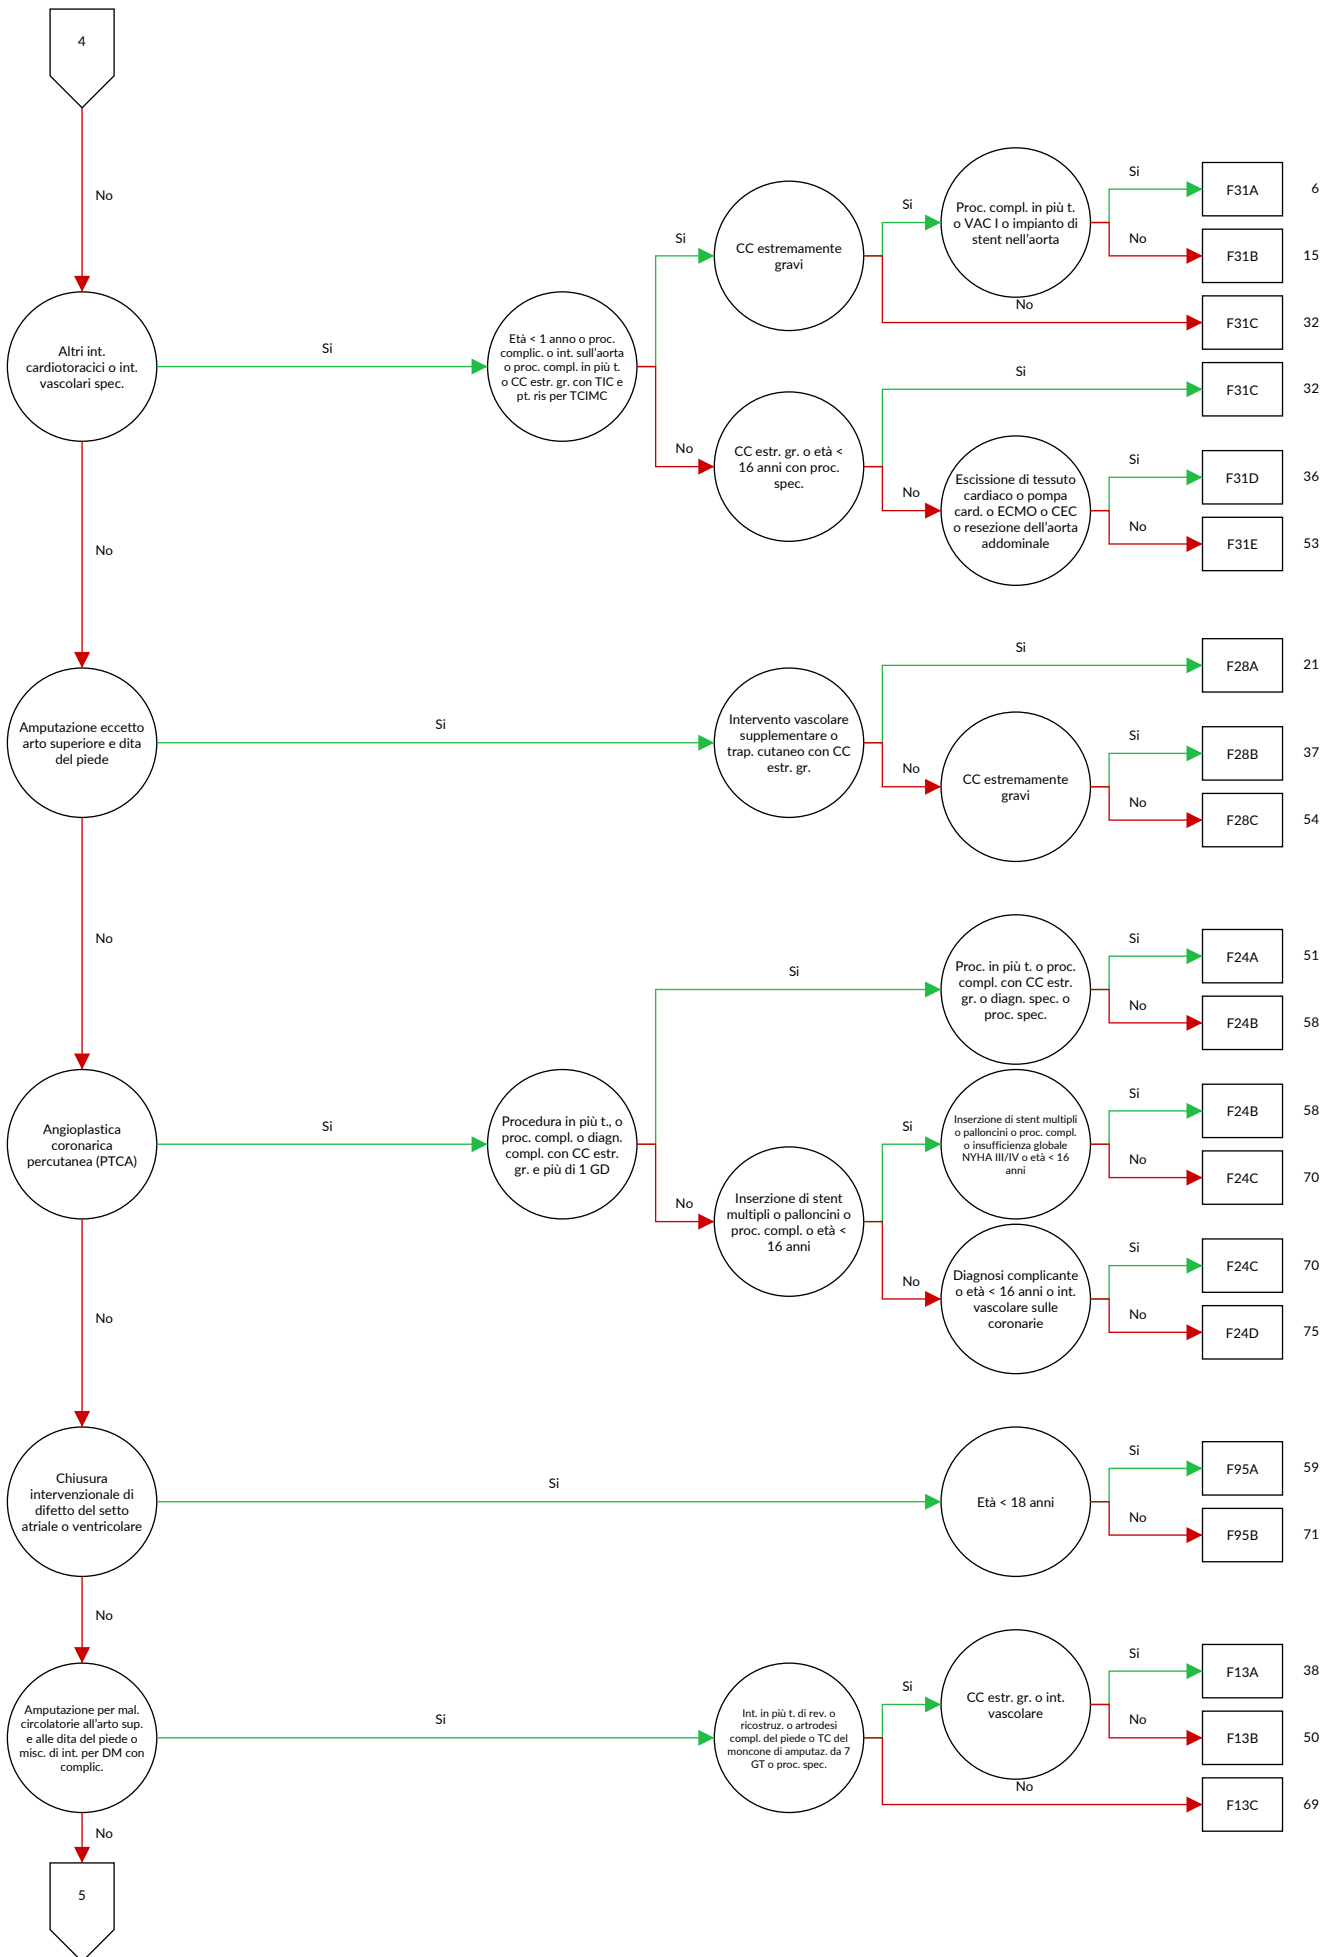 4
No
Altri int.
cardiotoracici o int.
vascolari spec.
Si
Età < 1 anno o proc.
complic. o int. sull'aorta
o proc. compl. in più t.
o CC estr. gr. con TIC e
pt. ris per TCIMC
Si
CC estremamente
gravi
Si
Proc. compl. in più t.
o VAC I o impianto di
stent nell'aorta
Si
F31A
6
No
F31B
15
No
F31C
32
No
CC estr. gr. o età <
16 anni con proc.
spec.
Si
F31C
32
No
Escissione di tessuto
cardiaco o pompa
card. o ECMO o CEC
o resezione dell'aorta
addominale
Si
F31D
36
No
F31E
53
No
Amputazione eccetto
arto superiore e dita
del piede
Si
Intervento vascolare
supplementare o
trap. cutaneo con CC
estr. gr.
Si
F28A
21
No
CC estremamente
gravi
Si
F28B
37
No
F28C
54
No
Angioplastica
coronarica
percutanea (PTCA)
Si
Procedura in più t., o
proc. compl. o diagn.
compl. con CC estr.
gr. e più di 1 GD
Si
Proc. in più t. o proc.
compl. con CC estr.
gr. o diagn. spec. o
proc. spec.
Si
F24A
51
No
F24B
58
No
Inserzione di stent
multipli o palloncini o
proc. compl. o età <
16 anni
Si
Inserzione di stent multipli
o palloncini o proc. compl.
o insufficienza globale
NYHA III/IV o età < 16
anni
Si
F24B
58
No
F24C
70
No
Diagnosi complicante
o età < 16 anni o int.
vascolare sulle
coronarie
Si
F24C
70
No
F24D
75
No
Chiusura
intervenzionale di
difetto del setto
atriale o ventricolare
Si
Età < 18 anni
Si
F95A
59
No
F95B
71
No
Amputazione per mal.
circolatorie all'arto sup.
e alle dita del piede o
misc. di int. per DM con
complic.
Si
Int. in più t. di rev. o
ricostruz. o artrodesi
compl. del piede o TC del
moncone di amputaz. da 7
GT o proc. spec.
Si
CC estr. gr. o int.
vascolare
Si
F13A
38
No
F13B
50
No
F13C
69
No
5